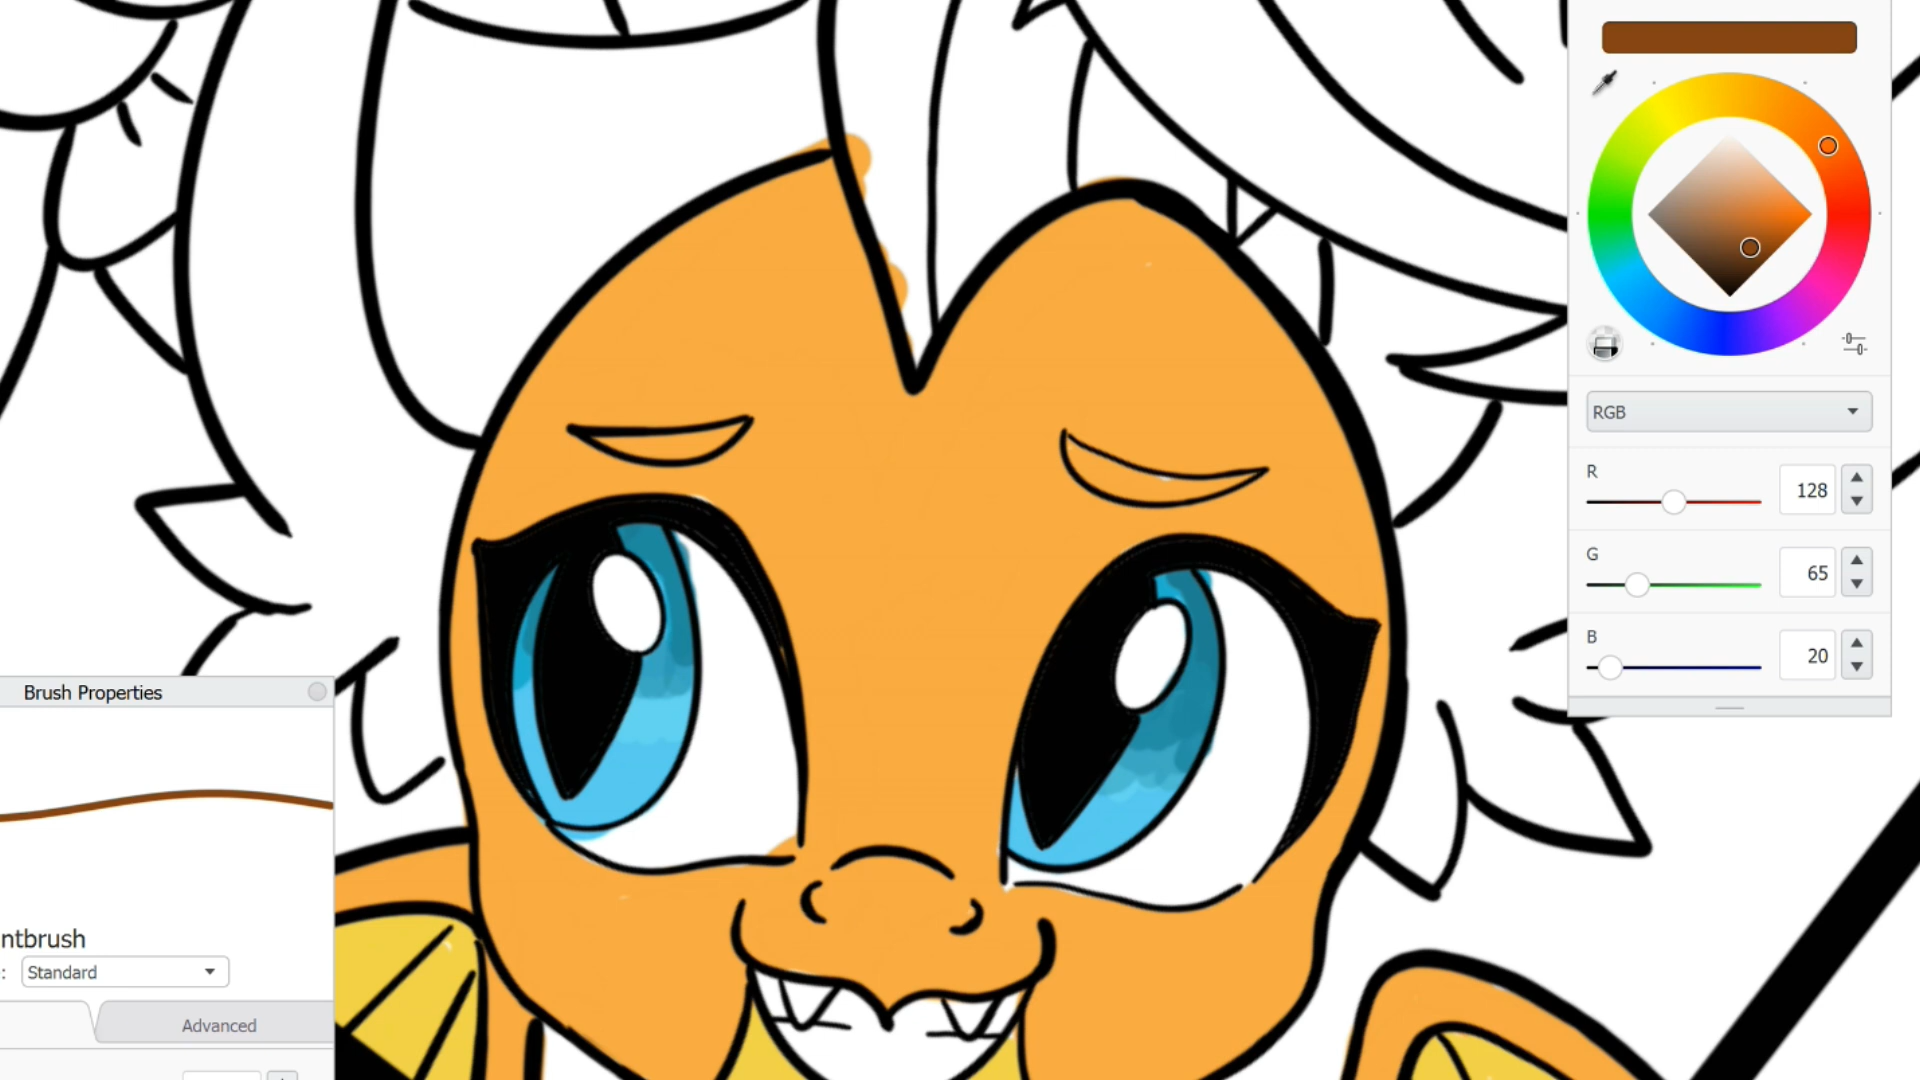 RGB
R
128
G
65
B
20
Brush Properties
ntbrush
: Standard
Advanced